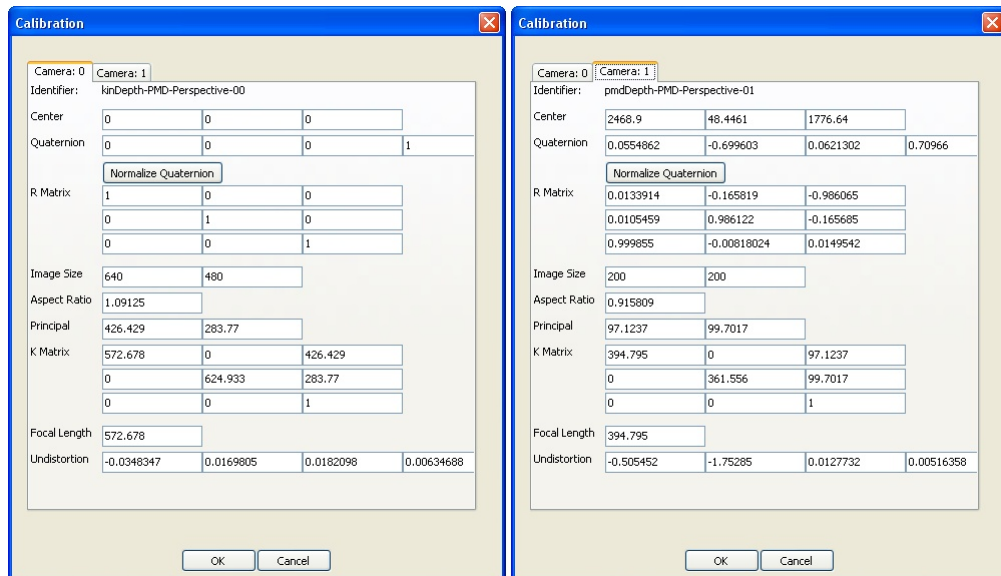 Calibration
Camera: 0 Camera: 1
Identifier: kinDepth-PMD-Perspective-00
Center 0 0 0
Quaternion 0 0 0 1
Normalize Quaternion
R Matrix 1 0 0
0 1 0
0 0 1
Image Size 640 480
Aspect Ratio 1.09125
Principal 426.429 283.77
K Matrix 572.678 0 426.429
0 624.933 283.77
0 0 1
Focal Length 572.678
Undistortion -0.0348347 0.0169805 0.0182098 0.00634688
OK Cancel
Calibration
Camera: 0 Camera: 1
Identifier: pmdDepth-PMD-Perspective-01
Center 2468.9 48.4461 1776.64
Quaternion 0.0554862 -0.699603 0.0621302 0.70966
Normalize Quaternion
R Matrix 0.0133914 -0.165819 -0.986065
0.0105459 0.986122 -0.165685
0.999855 -0.00818024 0.0149542
Image Size 200 200
Aspect Ratio 0.915809
Principal 97.1237 99.7017
K Matrix 394.795 0 97.1237
0 361.556 99.7017
0 0 1
Focal Length 394.795
Undistortion -0.505452 -1.75285 0.0127732 0.00516358
OK Cancel